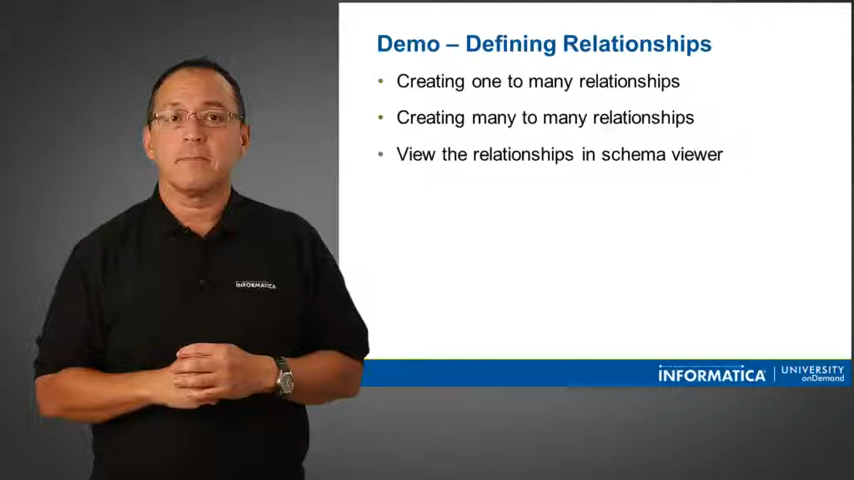 Demo – Defining Relationships
• Creating one to many relationships
• Creating many to many relationships
• View the relationships in schema viewer
INFORMATICA
INFORMATICA | UNIVERSITY
onDemand